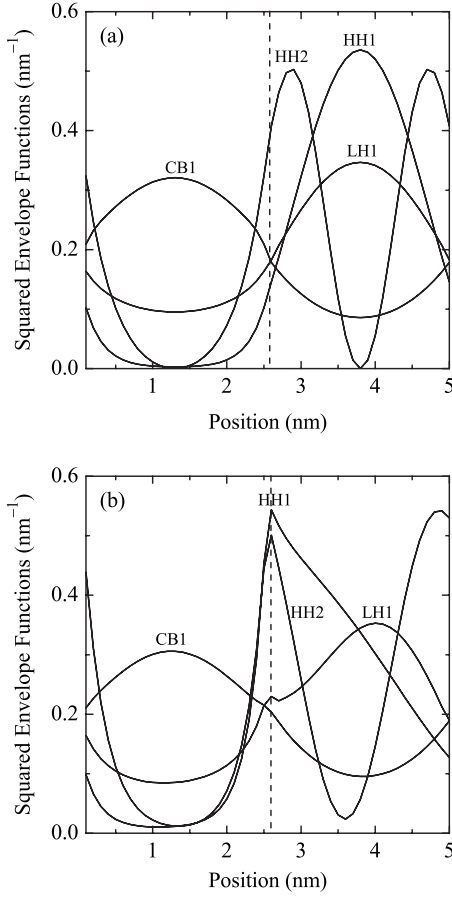 0.6
(a)
HH2
HH1
0.4
CB1
LH1
0.2
0.0
1
2
3
4
5
Squared Envelope Functions (nm⁻¹)
Position (nm)
0.6
(b)
HH1
0.4
CB1
HH2
LH1
0.2
0.0
1
2
3
4
5
Squared Envelope Functions (nm⁻¹)
Position (nm)